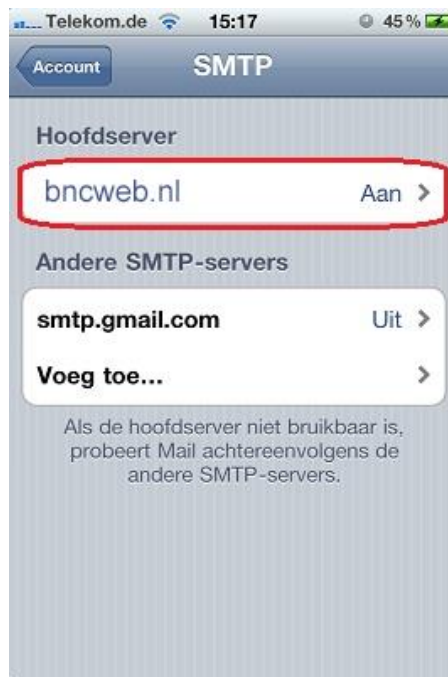 Telekom.de 15:17 45 %
Account SMTP
Hoofdserver
bncweb.nl Aan
Andere SMTP-servers
smtp.gmail.com Uit
Voeg toe...
Als de hoofdserver niet bruikbaar is,
probeert Mail achtereenvolgens de
andere SMTP-servers.